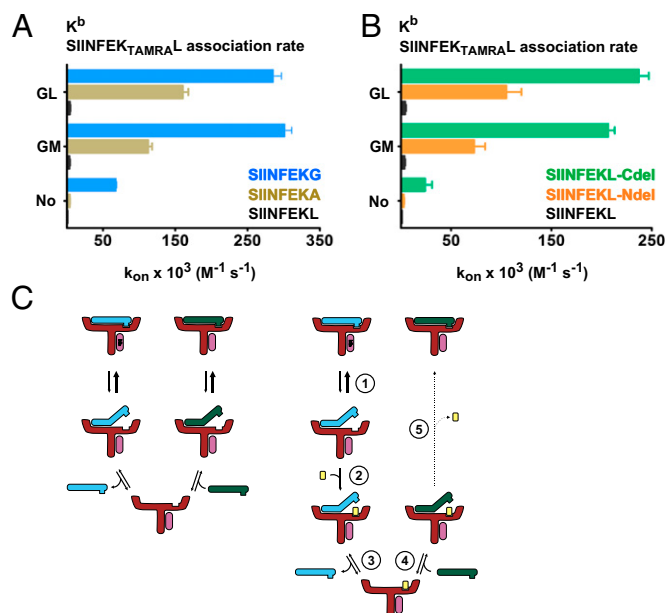 A
K^b
SIINFEK_TAMRA L association rate
GL
GM
No
SIINFEKG
SIINFEKA
SIINFEKL
50
150
250
350
k_on x 10^3 (M^-1 s^-1)
B
K^b
SIINFEK_TAMRA L association rate
GL
GM
No
SIINFEKL-Cdel
SIINFEKL-Ndel
SIINFEKL
50
150
250
k_on x 10^3 (M^-1 s^-1)
C
1
2
3
4
5